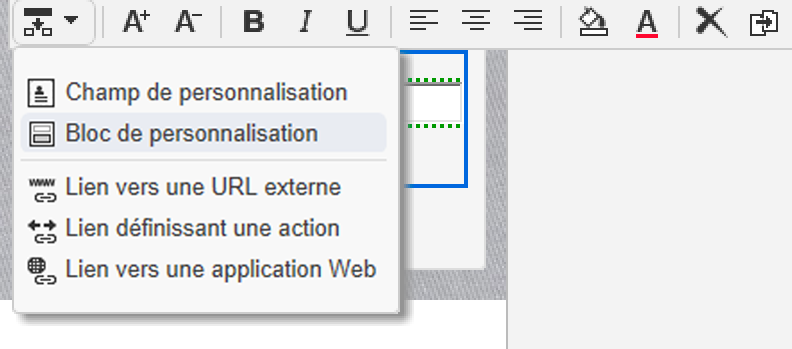 A+ A- B I U A
Champ de personnalisation
Bloc de personnalisation
www Lien vers une URL externe
Lien définissant une action
Lien vers une application Web